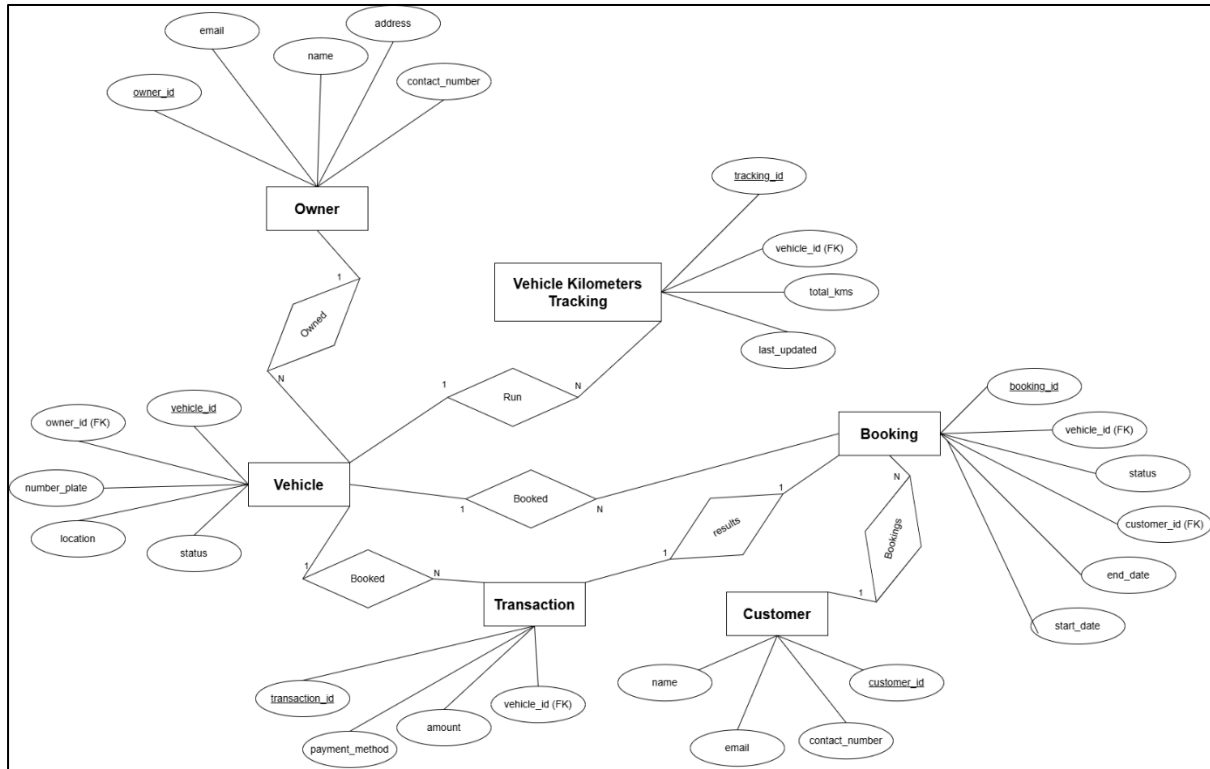 email
address
name
owner_id
contact_number
Owner
tracking_id
vehicle_id (FK)
Vehicle Kilometers
Tracking
total_kms
last_updated
1
Owned
N
1
Run
N
vehicle_id
owner_id (FK)
number_plate
location
status
Vehicle
booking_id
vehicle_id (FK)
status
customer_id (FK)
end_date
start_date
Booking
1
Booked
N
1
results
1
N
Bookings
1
1
Booked
N
Transaction
transaction_id
payment_method
amount
vehicle_id (FK)
Customer
name
email
contact_number
customer_id